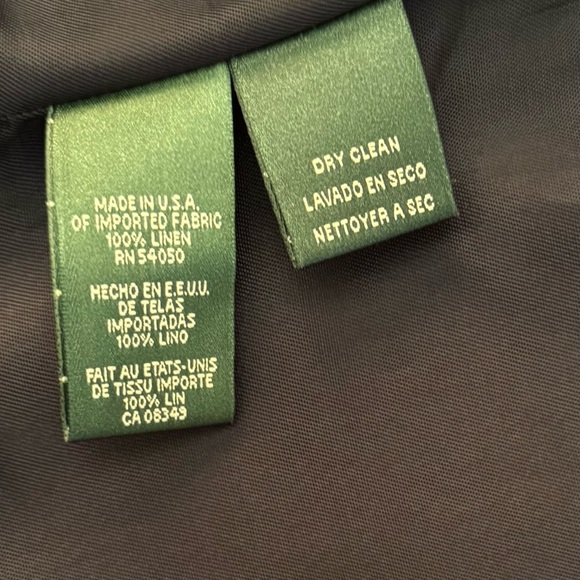 MADE IN U.S.A.
OF IMPORTED FABRIC
100% LINEN
RN 54050
HECHO EN E.E.U.U.
DE TELAS
IMPORTADAS
100% LINO
FAIT AU ETATS-UNIS
DE TISSU IMPORTE
100% LIN
CA 08349
DRY CLEAN
LAVADO EN SECO
NETTOYER A SEC